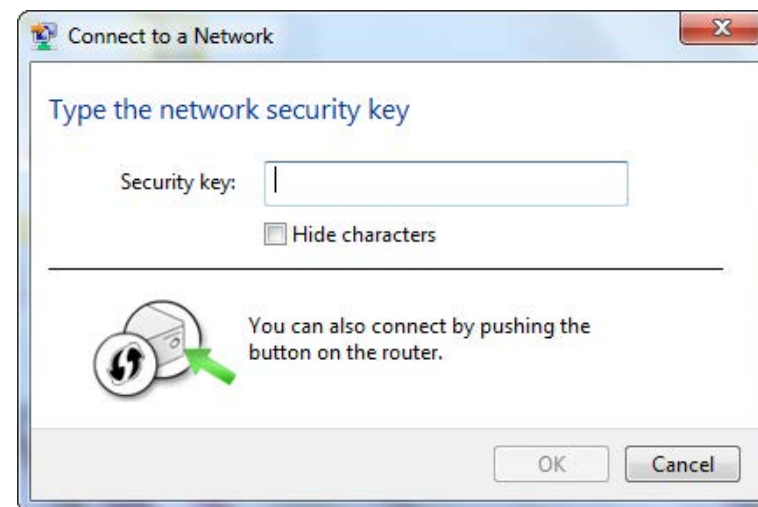 Connect to a Network
Type the network security key
Security key:
Hide characters
You can also connect by pushing the
button on the router.
OK Cancel